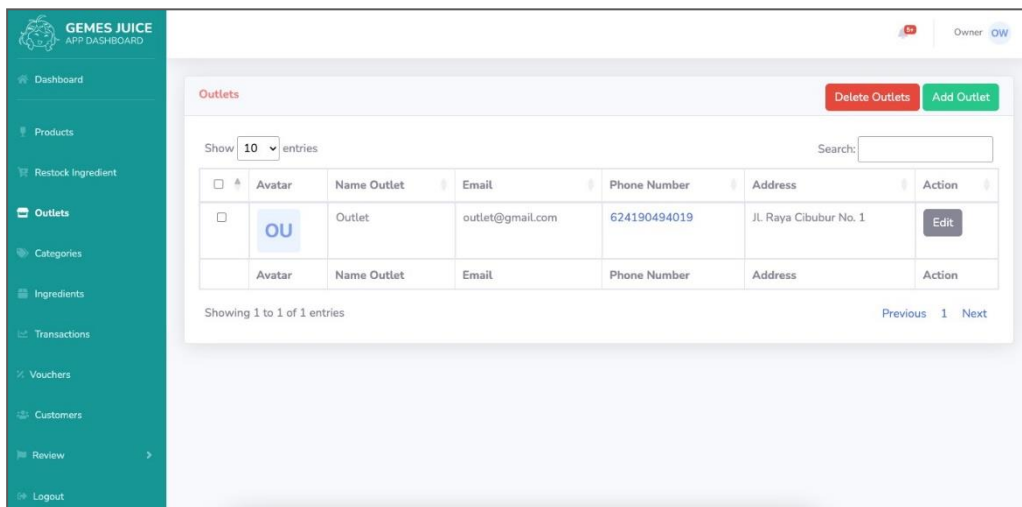 GEMES JUICE
APP DASHBOARD
Dashboard
Products
Restock Ingredient
Outlets
Categories
Ingredients
Transactions
Vouchers
Customers
Review
Logout
8+ Owner OW
Outlets Delete Outlets Add Outlet
Show 10 entries Search:
Avatar Name Outlet Email Phone Number Address Action
OU Outlet outlet@gmail.com 624190494019 Jl. Raya Cibubur No. 1 Edit
Avatar Name Outlet Email Phone Number Address Action
Showing 1 to 1 of 1 entries Previous 1 Next